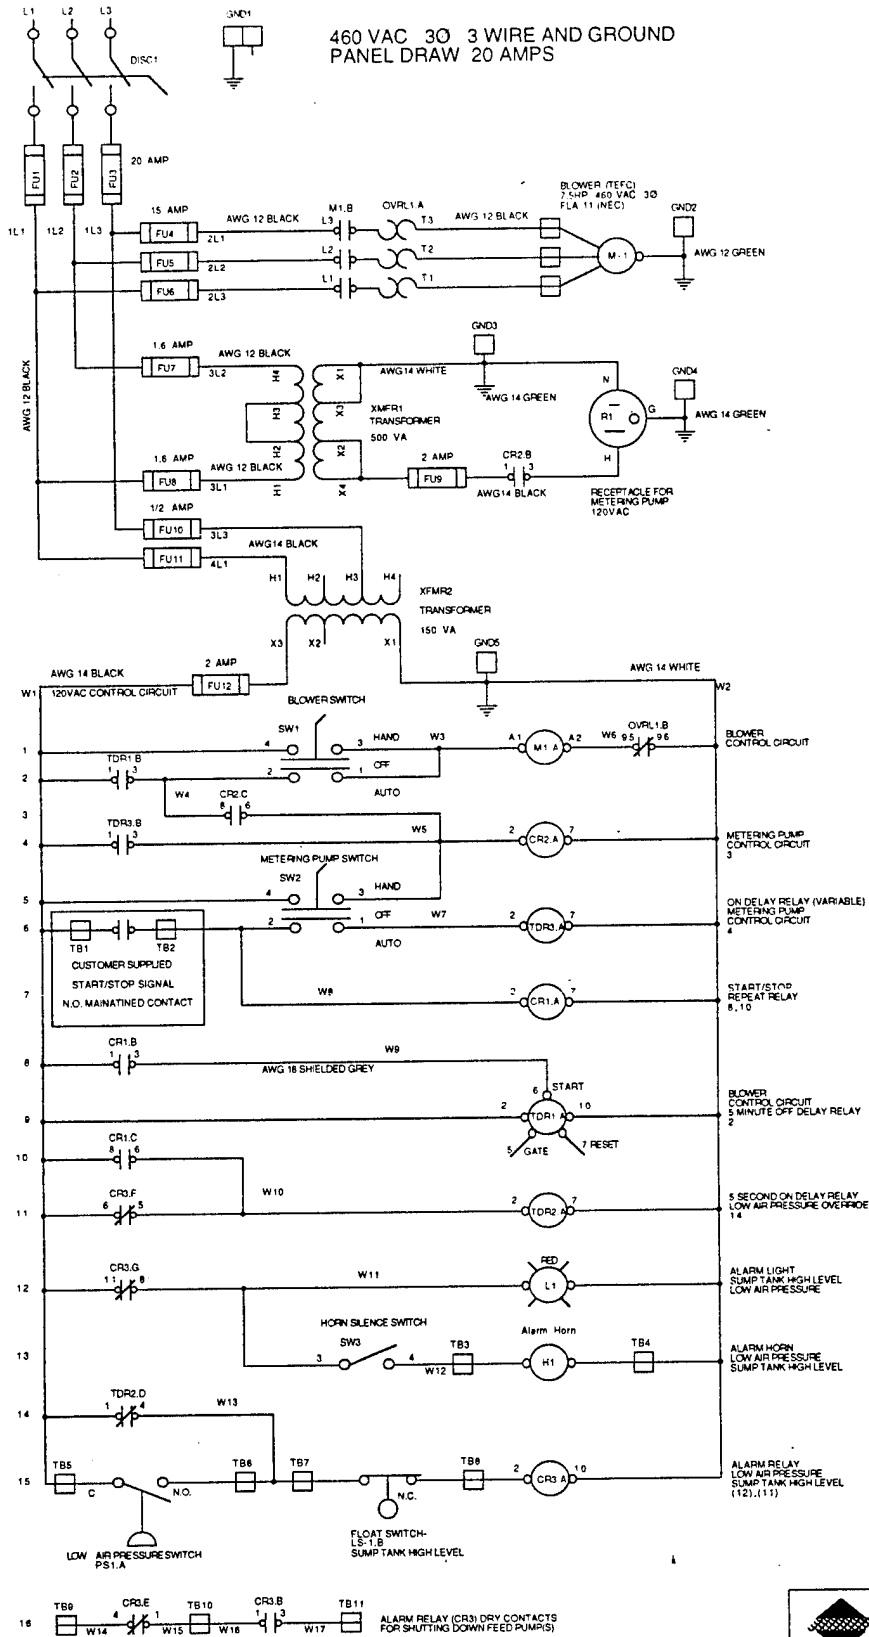 L1 L2 L3
GND1
460 VAC 3Ø 3 WIRE AND GROUND
PANEL DRAW 20 AMPS
DISC1
FU1 FU2 FU3 20 AMP
BLOWER (TEFC)
7.5HP 460 VAC 3Ø
FLA 11 (NEC)
1L1 1L2 1L3
15 AMP
FU4 2L1 AWG 12 BLACK L3 M1.B OVRL1.A T3 AWG 12 BLACK GND2
FU5 2L2 L2 T2 M-1 AWG 12 GREEN
FU6 2L3 L1 T1
AWG 12 BLACK
1.6 AMP
FU7 3L2 AWG 12 BLACK H4 X1 AWG14 WHITE GND3
AWG 14 GREEN
H3 X3
XMFR1
TRANSFORMER
500 VA
N R1 G H GND4 AWG 14 GREEN
H2 X2
1.6 AMP
FU8 3L1 AWG 12 BLACK H1 X4
2 AMP
FU9 CR2.B 1 3
AWG14 BLACK
RECEPTACLE FOR
METERING PUMP
120VAC
1/2 AMP
FU10 3L3
FU11 4L1 AWG14 BLACK
H1 H2 H3 H4
XFMR2
TRANSFORMER
150 VA
X3 X2 X1
GND5
W1 AWG 14 BLACK 2 AMP FU12 AWG 14 WHITE W2
120VAC CONTROL CIRCUIT
BLOWER SWITCH
1 SW1 4 3 HAND W3 A1 M1.A A2 W6 95 OVRL1.B 96 BLOWER
CONTROL CIRCUIT
OFF
2 TDR1.B 1 3 2 1
AUTO
3 W4 CR2.C 8 6
4 TDR3.B 1 3 W5 2 CR2.A 7 METERING PUMP
CONTROL CIRCUIT
3
METERING PUMP SWITCH
5 SW2 4 3 HAND
OFF
6 TB1 TB2 2 1 W7 2 TDR3.A 7
AUTO
ON DELAY RELAY (VARIABLE)
METERING PUMP
CONTROL CIRCUIT
4
CUSTOMER SUPPLIED
START/STOP SIGNAL
N.O. MAINATINED CONTACT
7 W8 2 CR1.A 7 START/STOP
REPEAT RELAY
8,10
8 CR1.B 1 3 W9
AWG 18 SHIELDED GREY
6 START
9 2 TDR1.A 10
5 GATE 7 RESET
BLOWER
CONTROL CIRCUIT
5 MINUTE OFF DELAY RELAY
2
10 CR1.C 8 6
W10
11 CR3.F 6 5 2 TDR2.A 7 5 SECOND ON DELAY RELAY
LOW AIR PRESSURE OVERRIDE
14
12 CR3.G 11 8 W11 RED L1 ALARM LIGHT
SUMP TANK HIGH LEVEL
LOW AIR PRESSURE
HORN SILENCE SWITCH
13 3 SW3 4 W12 TB3 Alarm Horn H1 TB4 ALARM HORN
LOW AIR PRESSURE
SUMP TANK HIGH LEVEL
14 TDR2.D 1 4 W13
15 TB5 C N.O. TB6 TB7 N.C. TB8 2 CR3.A 10 ALARM RELAY
LOW AIR PRESSURE
SUMP TANK HIGH LEVEL
(12),(11)
LOW AIR PRESSURE SWITCH
PS1.A
FLOAT SWITCH-
LS-1.B
SUMP TANK HIGH LEVEL
16 TB9 W14 4 CR3.E 1 W15 TB10 W16 1 CR3.B 3 W17 TB11 ALARM RELAY (CR3) DRY CONTACTS
FOR SHUTTING DOWN FEED PUMP(S)